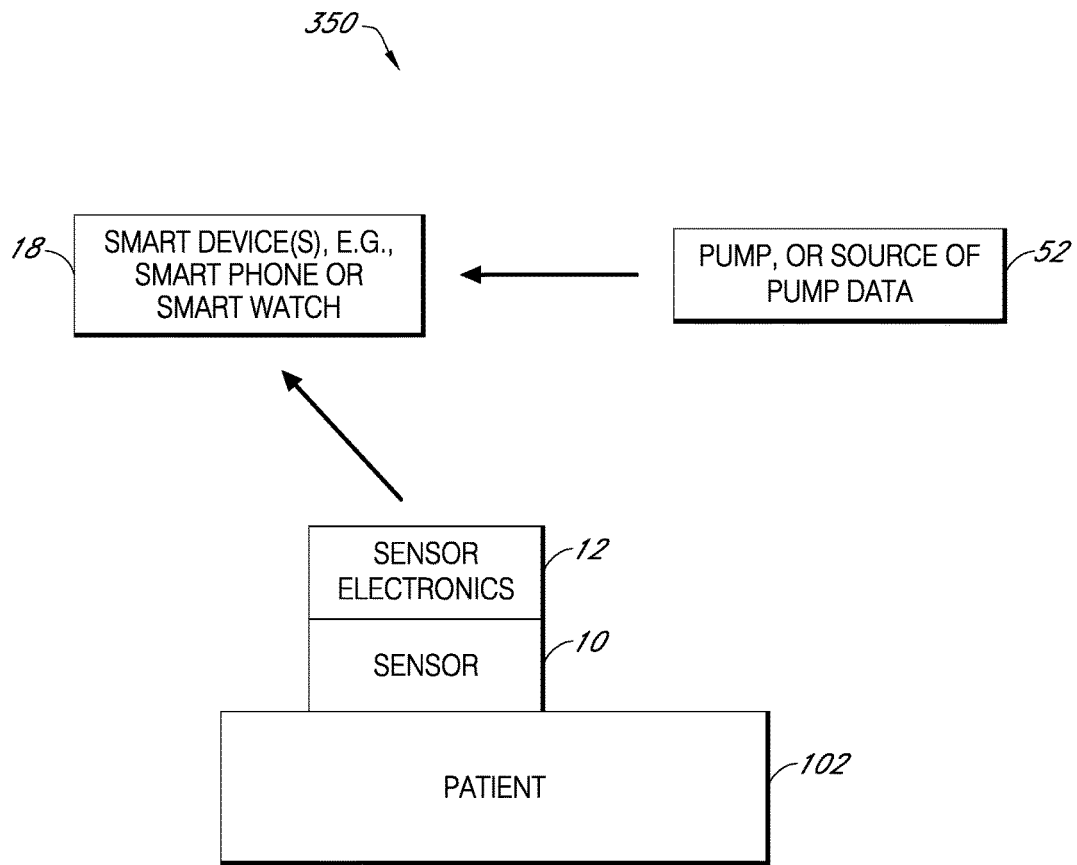 350
18
SMART DEVICE(S), E.G.,
SMART PHONE OR
SMART WATCH
PUMP, OR SOURCE OF
PUMP DATA
52
SENSOR
ELECTRONICS
12
SENSOR
10
PATIENT
102